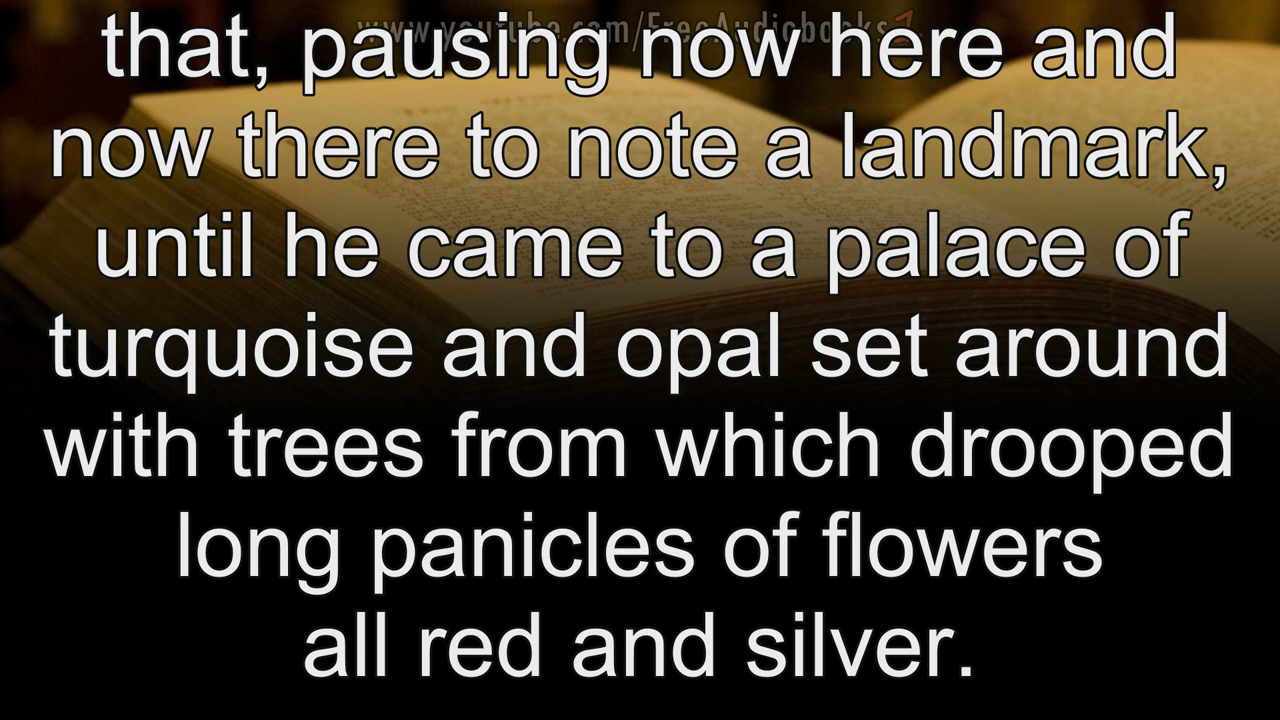 www.youtube.com/FreeAudiobooks
that, pausing now here and
now there to note a landmark,
until he came to a palace of
turquoise and opal set around
with trees from which drooped
long panicles of flowers
all red and silver.